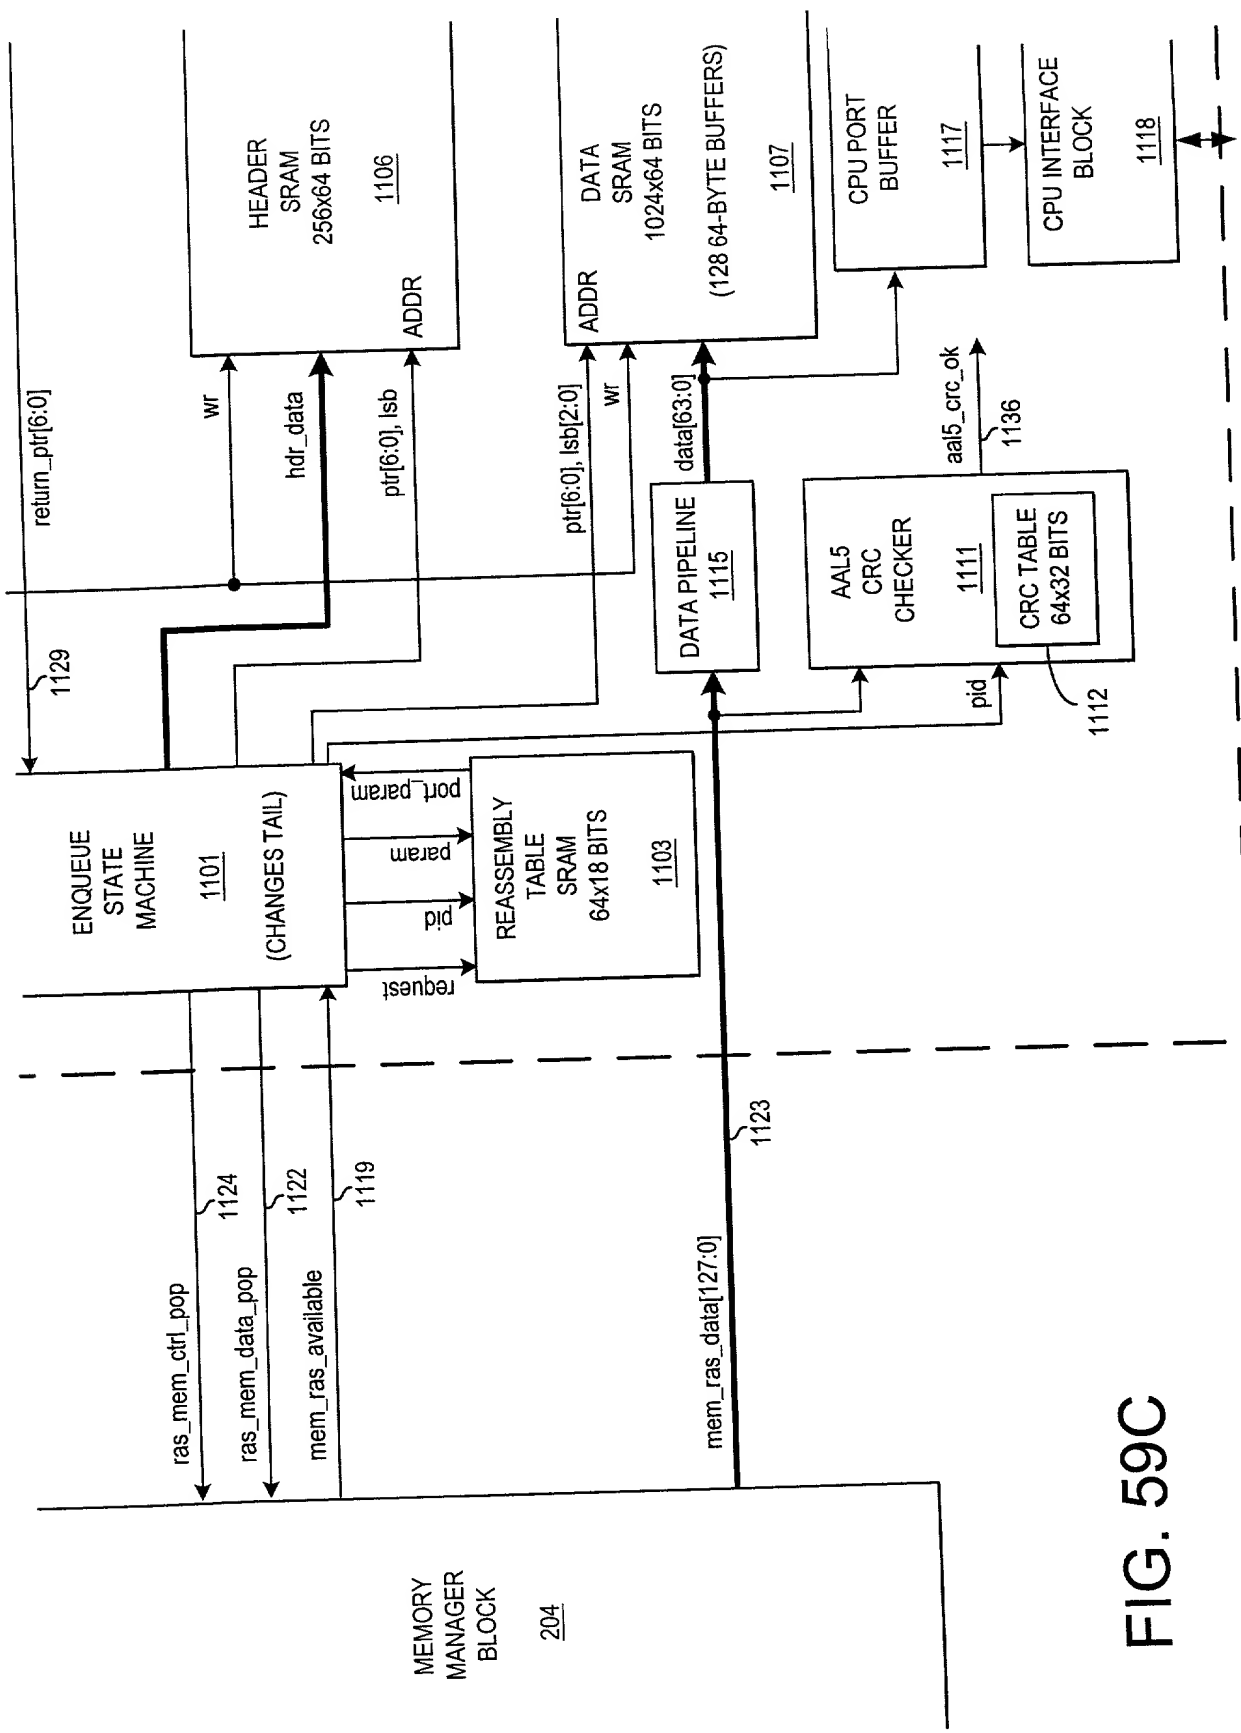 MEMORY
MANAGER
BLOCK
204
ras_mem_ctrl_pop
1124
ras_mem_data_pop
1122
mem_ras_available
1119
mem_ras_data[127:0]
1123
ENQUEUE
STATE
MACHINE
1101
(CHANGES TAIL)
request
pid
param
port_param
REASSEMBLY
TABLE
SRAM
64x18 BITS
1103
return_ptr[6:0]
1129
wr
hdr_data
ptr[6:0], lsb
HEADER
SRAM
256x64 BITS
1106
ADDR
ptr[6:0], lsb[2:0]
wr
data[63:0]
ADDR
DATA
SRAM
1024x64 BITS
(128 64-BYTE BUFFERS)
1107
DATA PIPELINE
1115
pid
AAL5
CRC
CHECKER
1111
CRC TABLE
64x32 BITS
1112
aal5_crc_ok
1136
CPU PORT
BUFFER
1117
CPU INTERFACE
BLOCK
1118
FIG. 59C